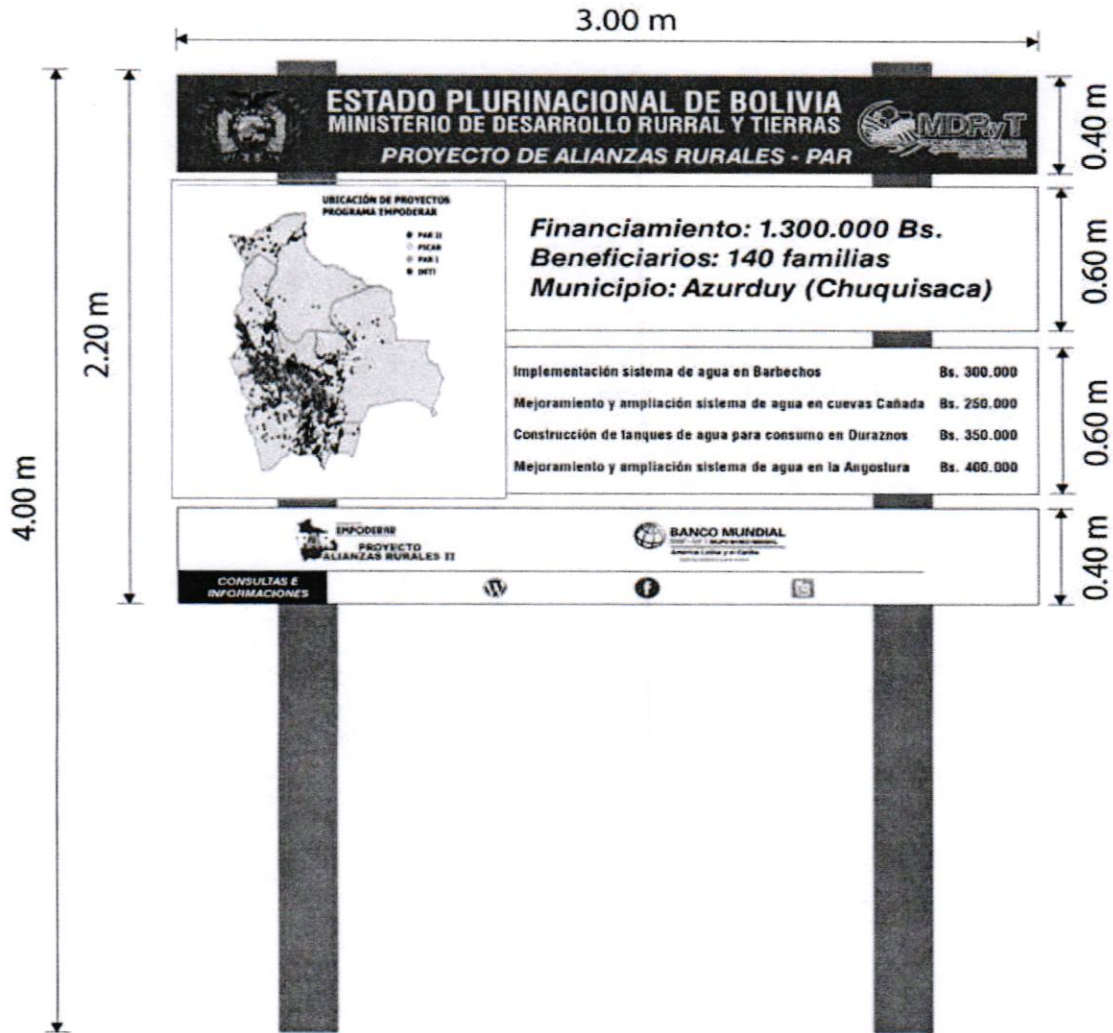 3.00 m
4.00 m
2.20 m
0.40 m
0.60 m
0.60 m
0.40 m
ESTADO PLURINACIONAL DE BOLIVIA
MINISTERIO DE DESARROLLO RURRAL Y TIERRAS
PROYECTO DE ALIANZAS RURALES - PAR
MDRyT
UBICACIÓN DE PROYECTOS
PROGRAMA EMPODERAR
PAR II
PICAR
PAR I
DETI
Financiamiento: 1.300.000 Bs.
Beneficiarios: 140 familias
Municipio: Azurduy (Chuquisaca)
Implementación sistema de agua en Barbechos Bs. 300.000
Mejoramiento y ampliación sistema de agua en cuevas Cañada Bs. 250.000
Construcción de tanques de agua para consumo en Duraznos Bs. 350.000
Mejoramiento y ampliación sistema de agua en la Angostura Bs. 400.000
EMPODERAR
PROYECTO
ALIANZAS RURALES II
BANCO MUNDIAL
América Latina y el Caribe
CONSULTAS E
INFORMACIONES